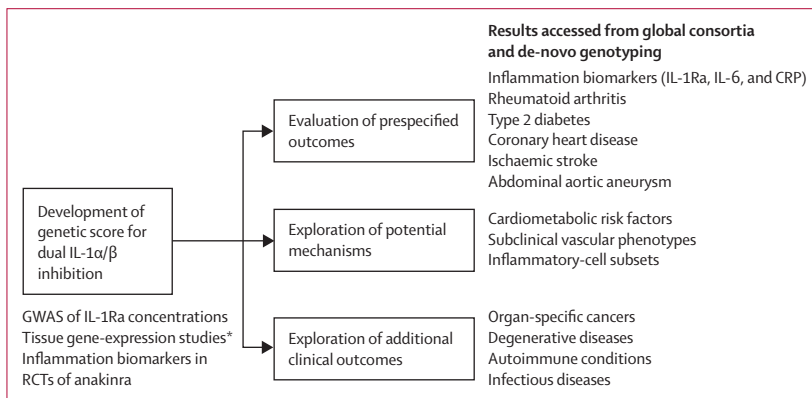 Results accessed from global consortia
and de-novo genotyping
Development of
genetic score for
dual IL-1α/β
inhibition
GWAS of IL-1Ra concentrations
Tissue gene-expression studies*
Inflammation biomarkers in
RCTs of anakinra
Evaluation of prespecified
outcomes
Inflammation biomarkers (IL-1Ra, IL-6, and CRP)
Rheumatoid arthritis
Type 2 diabetes
Coronary heart disease
Ischaemic stroke
Abdominal aortic aneurysm
Exploration of potential
mechanisms
Cardiometabolic risk factors
Subclinical vascular phenotypes
Inflammatory-cell subsets
Exploration of additional
clinical outcomes
Organ-specific cancers
Degenerative diseases
Autoimmune conditions
Infectious diseases